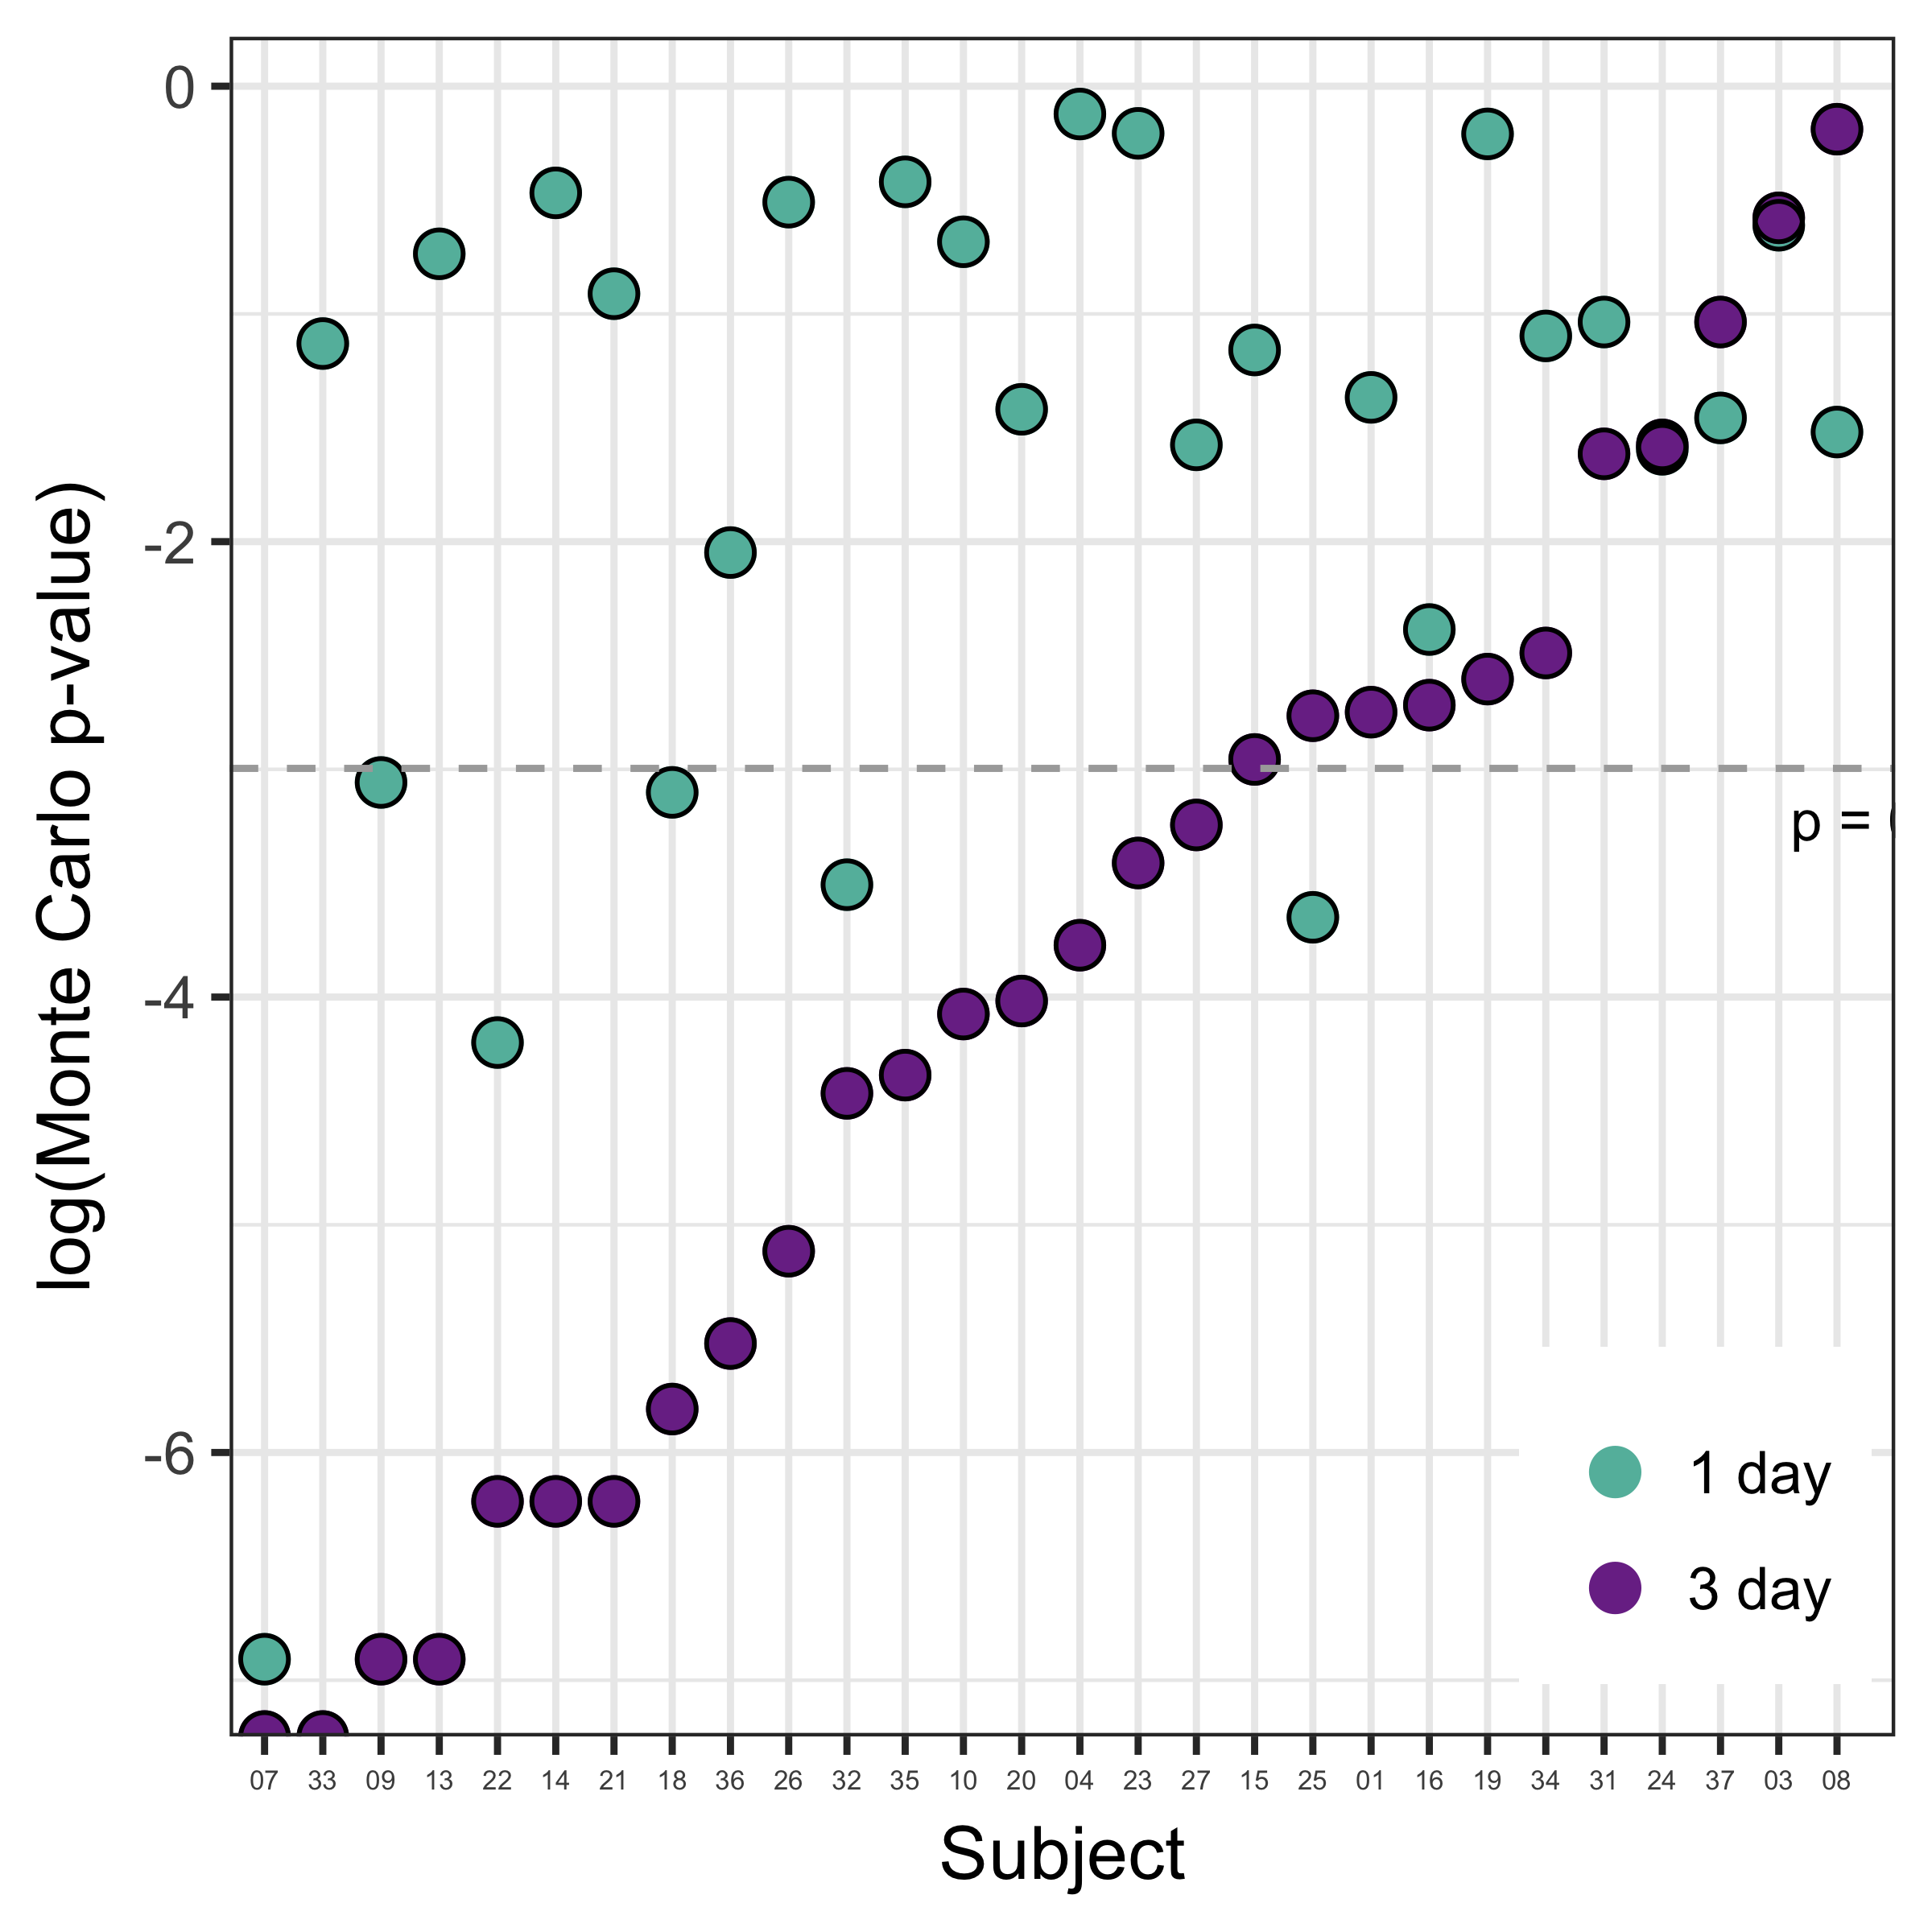 log(Monte Carlo p-value)
0
-2
-4
-6
p =
1 day
3 day
07 33 09 13 22 14 21 18 36 26 32 35 10 20 04 23 27 15 25 01 16 19 34 31 24 37 03 08
Subject